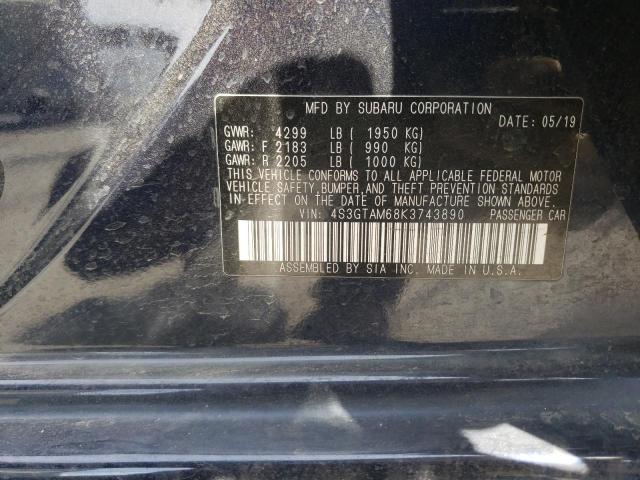 MFD BY SUBARU CORPORATION
DATE: 05/19
GVWR: 4299 LB ( 1950 KG)
GAWR: F 2183 LB ( 990 KG)
GAWR: R 2205 LB ( 1000 KG)
THIS VEHICLE CONFORMS TO ALL APPLICABLE FEDERAL MOTOR
VEHICLE SAFETY, BUMPER, AND THEFT PREVENTION STANDARDS
IN EFFECT ON THE DATE OF MANUFACTURE SHOWN ABOVE.
VIN: 4S3GTAM68K3743890 PASSENGER CAR
ASSEMBLED BY SIA INC. MADE IN U.S.A.